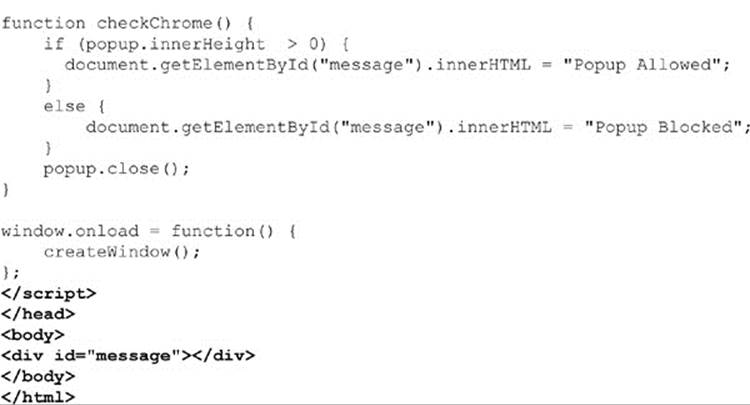 function checkChrome() {
    if (popup.innerHeight  > 0) {
      document.getElementById("message").innerHTML = "Popup Allowed";
    }
    else {
        document.getElementById("message").innerHTML = "Popup Blocked";
    }
    popup.close();
}

window.onload = function() {
    createWindow();
};
</script>
</head>
<body>
<div id="message"></div>
</body>
</html>